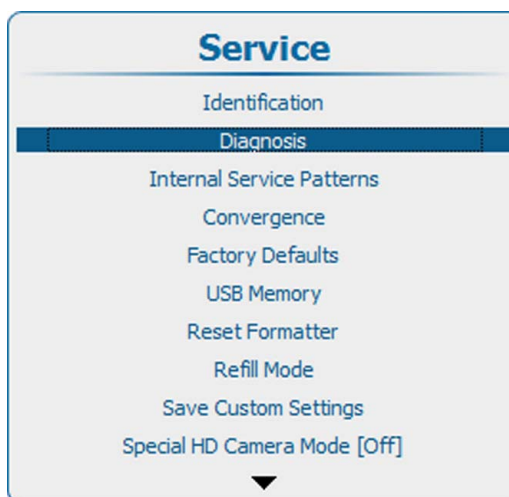 Service
Identification
Diagnosis
Internal Service Patterns
Convergence
Factory Defaults
USB Memory
Reset Formatter
Refill Mode
Save Custom Settings
Special HD Camera Mode [Off]